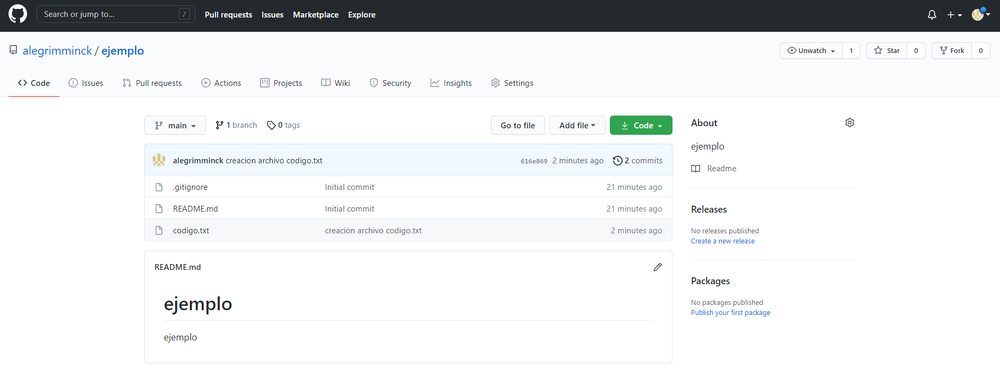 Search or jump to... / Pull requests Issues Marketplace Explore
alegrimminck / ejemplo Unwatch 1 Star 0 Fork 0
Code Issues Pull requests Actions Projects Wiki Security Insights Settings
main 1 branch 0 tags Go to file Add file Code
alegrimminck creacion archivo codigo.txt 616e869 2 minutes ago 2 commits
.gitignore Initial commit 21 minutes ago
README.md Initial commit 21 minutes ago
codigo.txt creacion archivo codigo.txt 2 minutes ago
README.md
ejemplo
ejemplo
About
ejemplo
Readme
Releases
No releases published
Create a new release
Packages
No packages published
Publish your first package